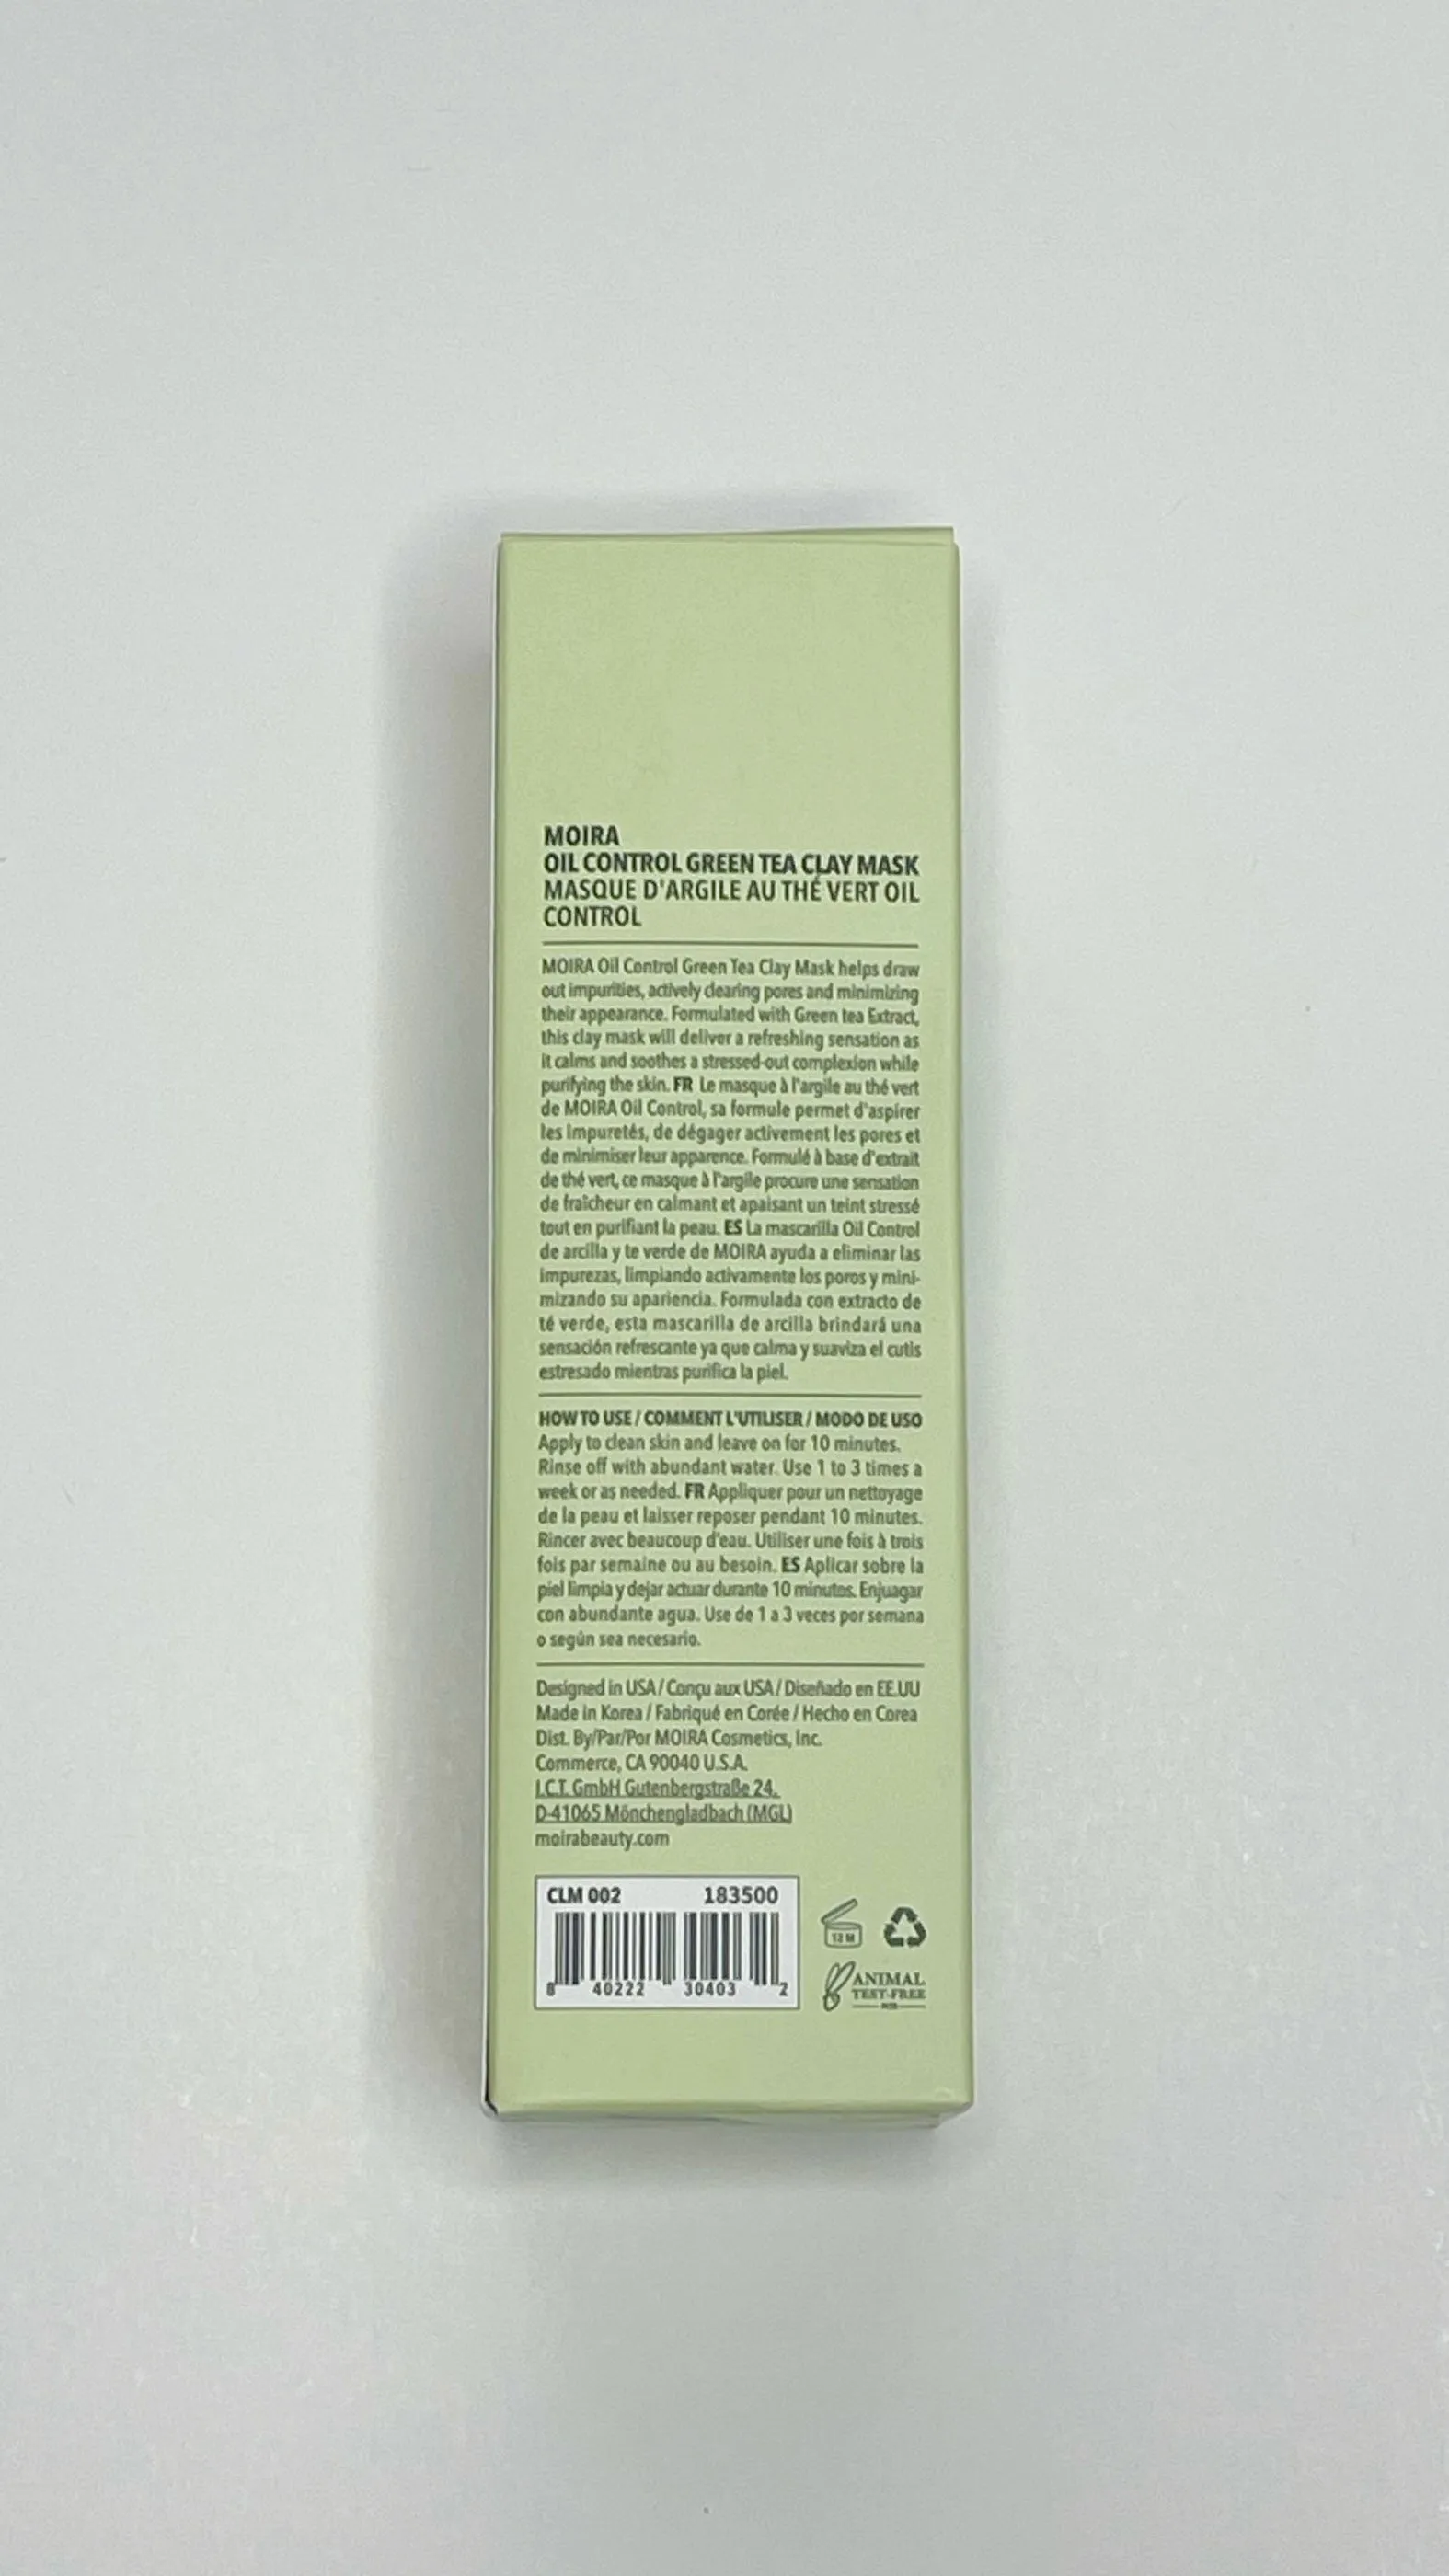 MOIRA
OIL CONTROL GREEN TEA CLAY MASK
MASQUE D'ARGILE AU THÉ VERT OIL
CONTROL
MOIRA Oil Control Green Tea Clay Mask helps draw
out impurities, actively clearing pores and minimizing
their appearance. Formulated with Green tea Extract,
this clay mask will deliver a refreshing sensation as
it calms and soothes a stressed-out complexion while
purifying the skin. FR Le masque à l'argile au thé vert
de MOIRA Oil Control, sa formule permet d'aspirer
les impuretés, de dégager activement les pores et
de minimiser leur apparence. Formulé à base d'extrait
de thé vert, ce masque à l'argile procure une sensation
de fraîcheur en calmant et apaisant un teint stressé
tout en purifiant la peau. ES La mascarilla Oil Control
de arcilla y te verde de MOIRA ayuda a eliminar las
impurezas, limpiando activamente los poros y mini-
mizando su apariencia. Formulada con extracto de
té verde, esta mascarilla de arcilla brindará una
sensación refrescante ya que calma y suaviza el cutis
estresado mientras purifica la piel.
HOW TO USE / COMMENT L'UTILISER / MODO DE USO
Apply to clean skin and leave on for 10 minutes.
Rinse off with abundant water. Use 1 to 3 times a
week or as needed. FR Appliquer pour un nettoyage
de la peau et laisser reposer pendant 10 minutes.
Rincer avec beaucoup d'eau. Utiliser une fois à trois
fois par semaine ou au besoin. ES Aplicar sobre la
piel limpia y dejar actuar durante 10 minutos. Enjuagar
con abundante agua. Use de 1 a 3 veces por semana
o según sea necesario.
Designed in USA / Conçu aux USA / Diseñado en EE.UU
Made in Korea / Fabriqué en Corée / Hecho en Corea
Dist. By/Par/Por MOIRA Cosmetics, Inc.
Commerce, CA 90040 U.S.A.
I.C.T. GmbH Gutenbergstraße 24,
D-41065 Mönchengladbach (MGL)
moirabeauty.com
CLM 002 183500
8 40222 30403 2
12 M
ANIMAL
TEST-FREE